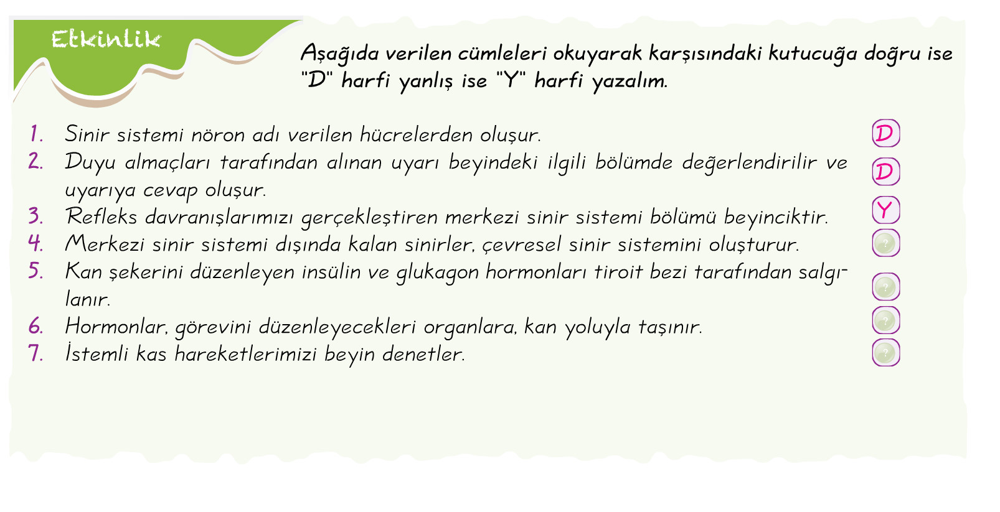 Etkinlik
Aşağıda verilen cümleleri okuyarak karşısındaki kutucuğa doğru ise
"D" harfi yanlış ise "Y" harfi yazalım.
1. Sinir sistemi nöron adı verilen hücrelerden oluşur. D
2. Duyu almaçları tarafından alınan uyarı beyindeki ilgili bölümde değerlendirilir ve D
uyarıya cevap oluşur.
3. Refleks davranışlarımızı gerçekleştiren merkezi sinir sistemi bölümü beyinciktir. Y
4. Merkezi sinir sistemi dışında kalan sinirler, çevresel sinir sistemini oluşturur. ?
5. Kan şekerini düzenleyen insülin ve glukagon hormonları tiroit bezi tarafından salgı- ?
lanır.
6. Hormonlar, görevini düzenleyecekleri organlara, kan yoluyla taşınır. ?
7. İstemli kas hareketlerimizi beyin denetler. ?